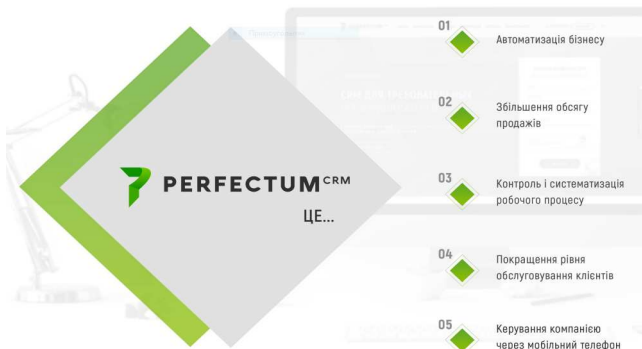 PERFECTUM CRM
ЦЕ...
01
Автоматизація бізнесу
02
Збільшення обсягу
продажів
03
Контроль і систематизація
робочого процесу
04
Покращення рівня
обслуговування клієнтів
05
Керування компанією
через мобільний телефон